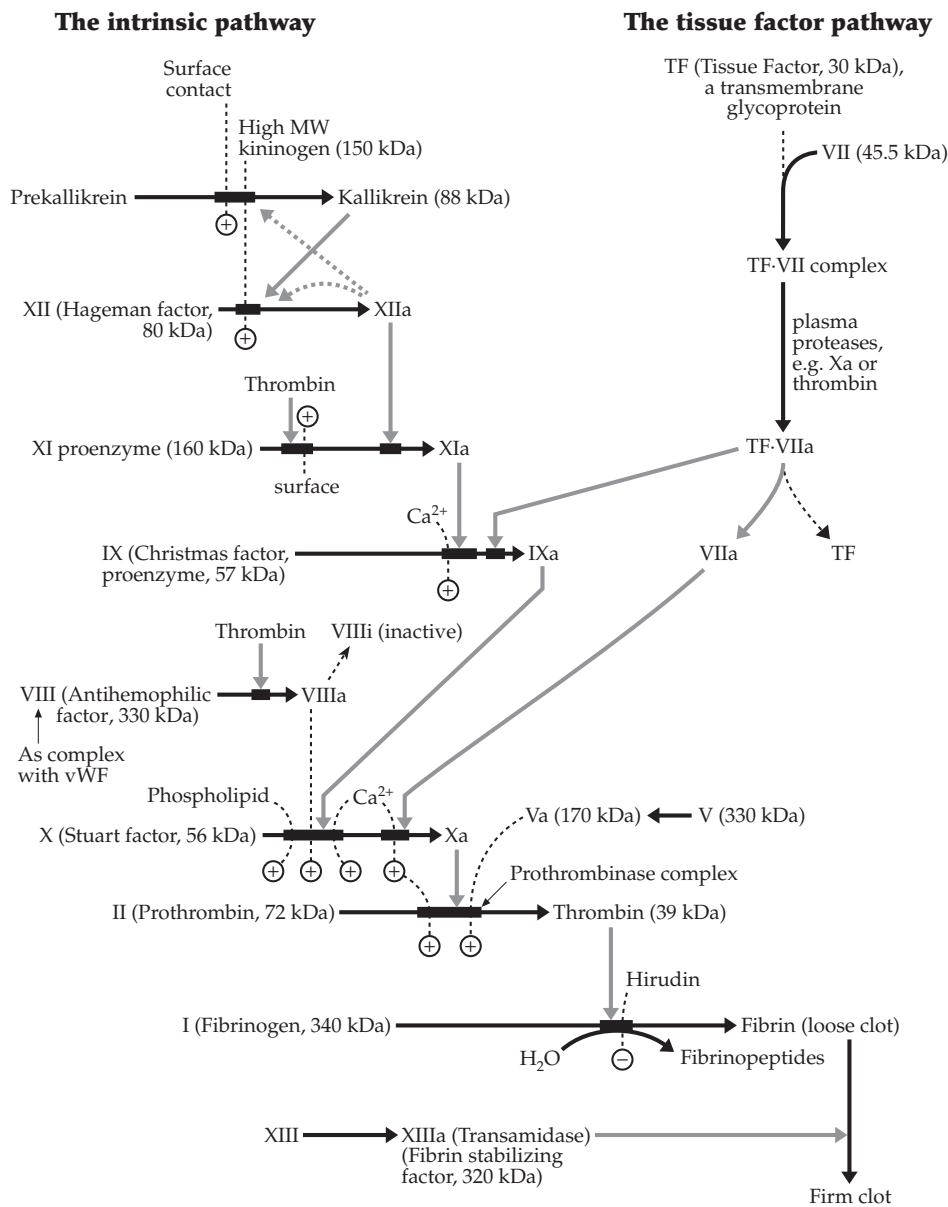 The intrinsic pathway
The tissue factor pathway
Surface
contact
TF (Tissue Factor, 30 kDa),
a transmembrane
glycoprotein
High MW
kininogen (150 kDa)
VII (45.5 kDa)
Prekallikrein
Kallikrein (88 kDa)
+
TF·VII complex
XII (Hageman factor,
80 kDa)
XIIa
+
plasma
proteases,
e.g. Xa or
thrombin
Thrombin
+
XI proenzyme (160 kDa)
XIa
TF·VIIa
surface
Ca2+
IX (Christmas factor,
proenzyme, 57 kDa)
IXa
VIIa
TF
+
Thrombin
VIIIi (inactive)
VIII (Antihemophilic
factor, 330 kDa)
VIIIa
As complex
with vWF
Phospholipid
Ca2+
Va (170 kDa)
V (330 kDa)
X (Stuart factor, 56 kDa)
Xa
+ + + +
Prothrombinase complex
II (Prothrombin, 72 kDa)
Thrombin (39 kDa)
+ +
Hirudin
I (Fibrinogen, 340 kDa)
Fibrin (loose clot)
H2O
−
Fibrinopeptides
XIII
XIIIa (Transamidase)
(Fibrin stabilizing
factor, 320 kDa)
Firm clot